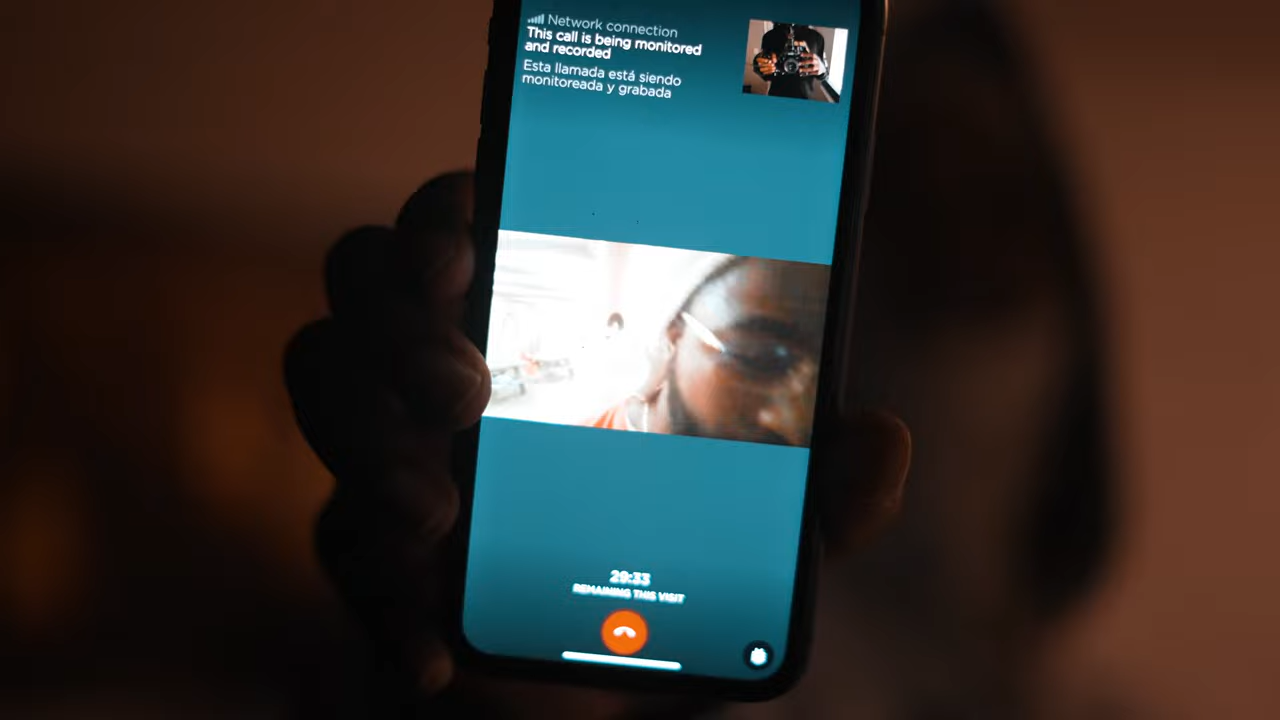 Network connection
This call is being monitored
and recorded
Esta llamada está siendo
monitoreada y grabada
29:33
REMAINING THIS VISIT